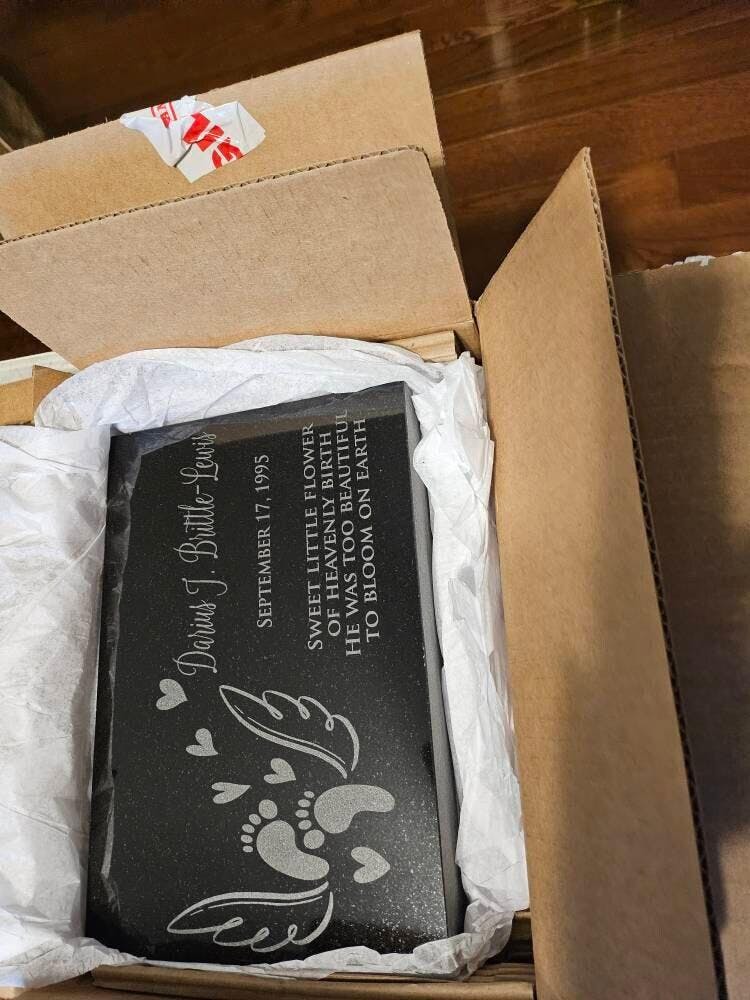 Darius J. Brittle-Lewis
SEPTEMBER 17, 1995
SWEET LITTLE FLOWER
OF HEAVENLY BIRTH
HE WAS TOO BEAUTIFUL
TO BLOOM ON EARTH